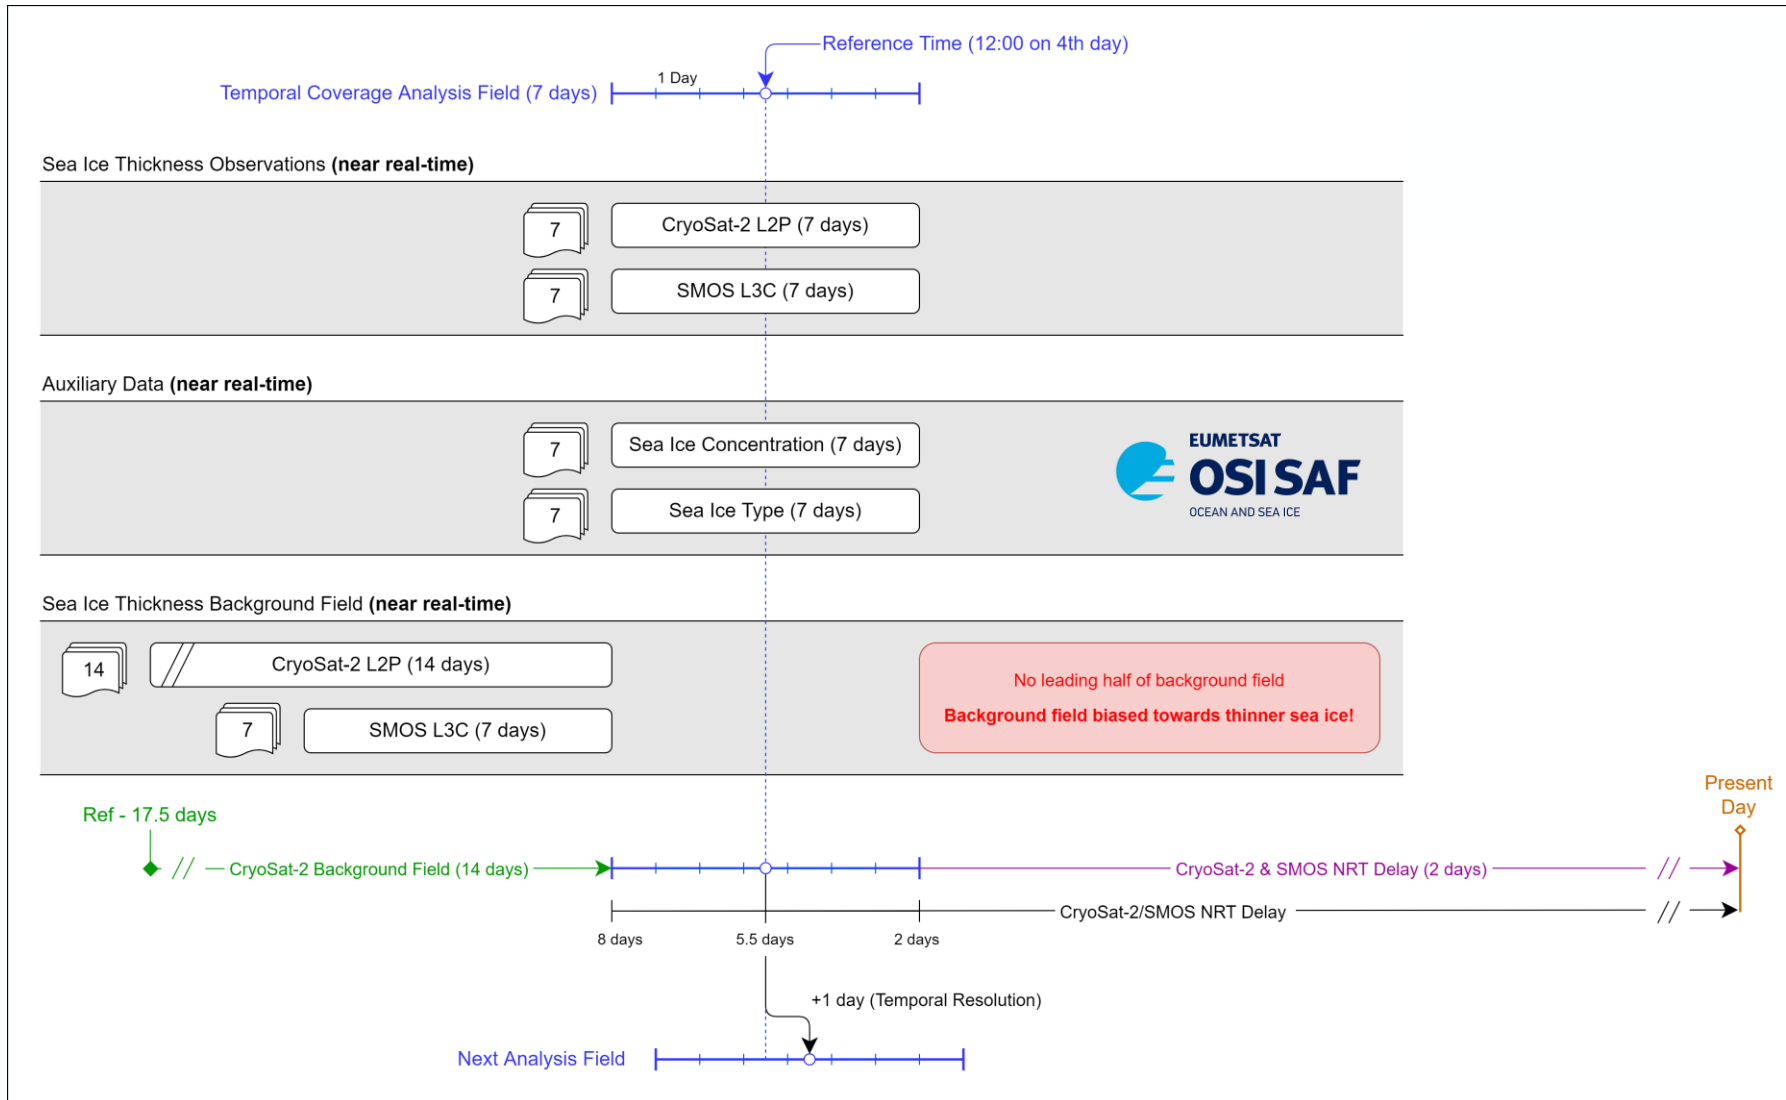 Reference Time (12:00 on 4th day)
1 Day
Temporal Coverage Analysis Field (7 days)
Sea Ice Thickness Observations (near real-time)
7
CryoSat-2 L2P (7 days)
7
SMOS L3C (7 days)
Auxiliary Data (near real-time)
7
Sea Ice Concentration (7 days)
7
Sea Ice Type (7 days)
EUMETSAT
OSI SAF
OCEAN AND SEA ICE
Sea Ice Thickness Background Field (near real-time)
14
CryoSat-2 L2P (14 days)
7
SMOS L3C (7 days)
No leading half of background field
Background field biased towards thinner sea ice!
Present
Day
Ref - 17.5 days
CryoSat-2 Background Field (14 days)
CryoSat-2 & SMOS NRT Delay (2 days)
CryoSat-2/SMOS NRT Delay
8 days
5.5 days
2 days
+1 day (Temporal Resolution)
Next Analysis Field